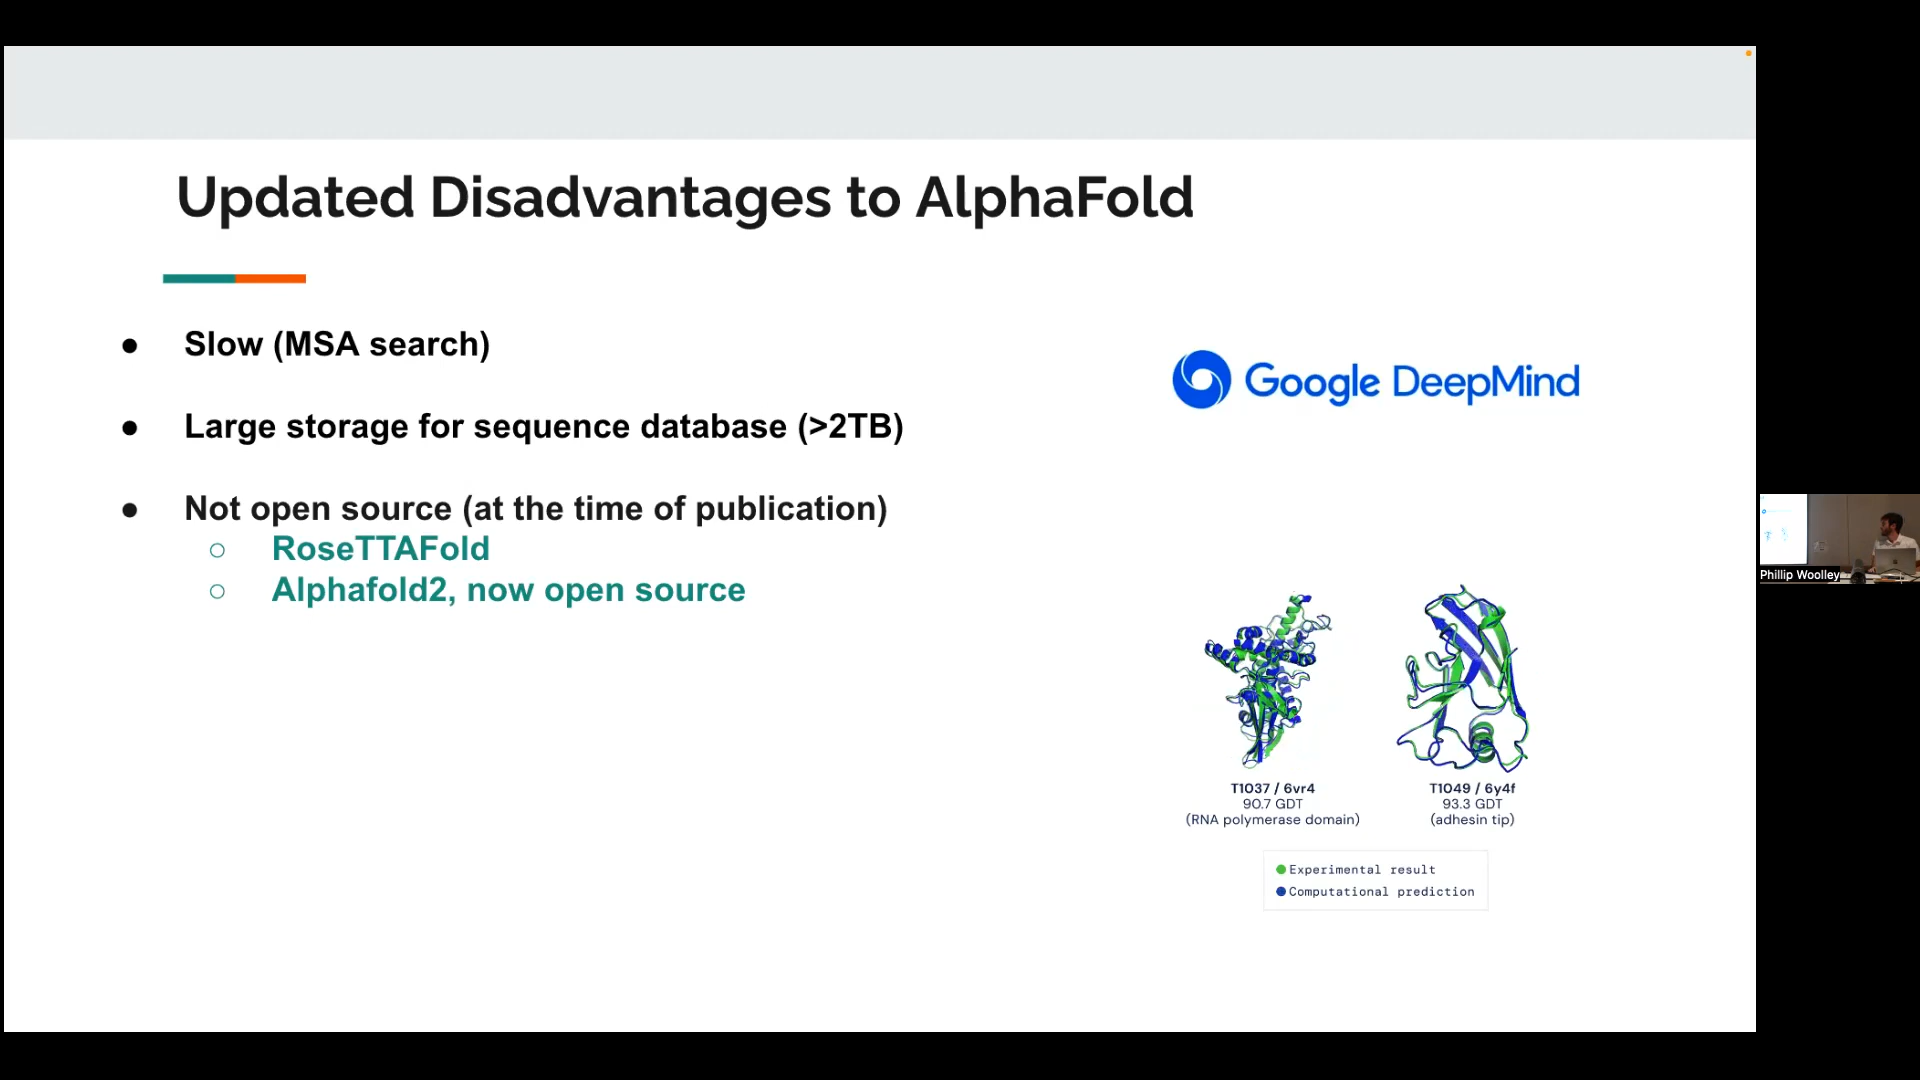 Updated Disadvantages to AlphaFold
● Slow (MSA search)
● Large storage for sequence database (>2TB)
● Not open source (at the time of publication)
○ RoseTTAFold
○ Alphafold2, now open source
Google DeepMind
T1037 / 6vr4
90.7 GDT
(RNA polymerase domain)
T1049 / 6y4f
93.3 GDT
(adhesin tip)
Experimental result
Computational prediction
Phillip Woolley